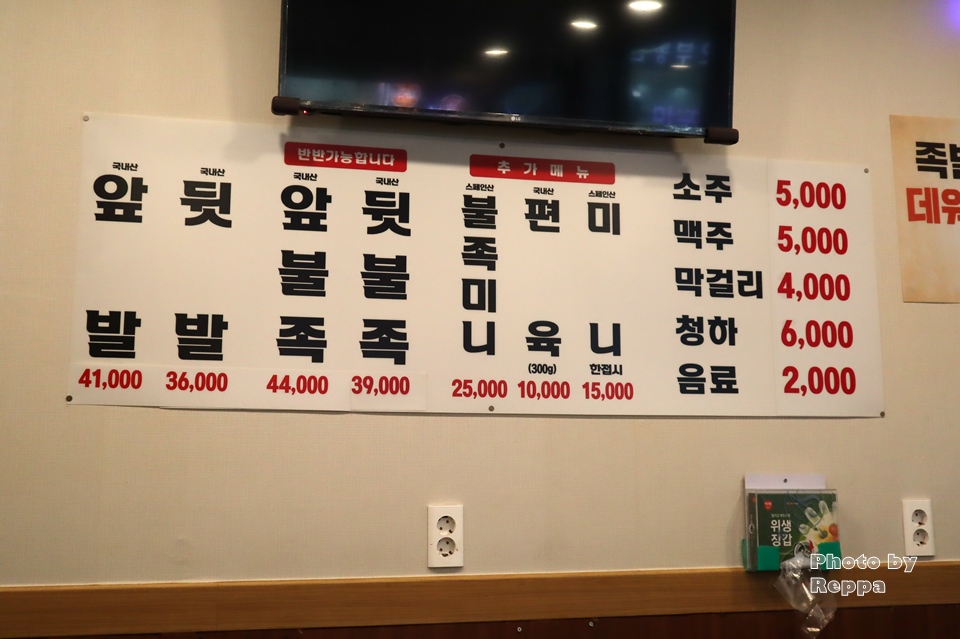 반반가능합니다
추가메뉴
국내산
앞발
41,000
국내산
뒷발
36,000
국내산
앞불족
44,000
국내산
뒷불족
39,000
스페인산
불족미니
25,000
국내산
편육
(300g)
10,000
스페인산
미니
한접시
15,000
소주 5,000
맥주 5,000
막걸리 4,000
청하 6,000
음료 2,000
족발
데워
위생
장갑
Photo by
Reppa